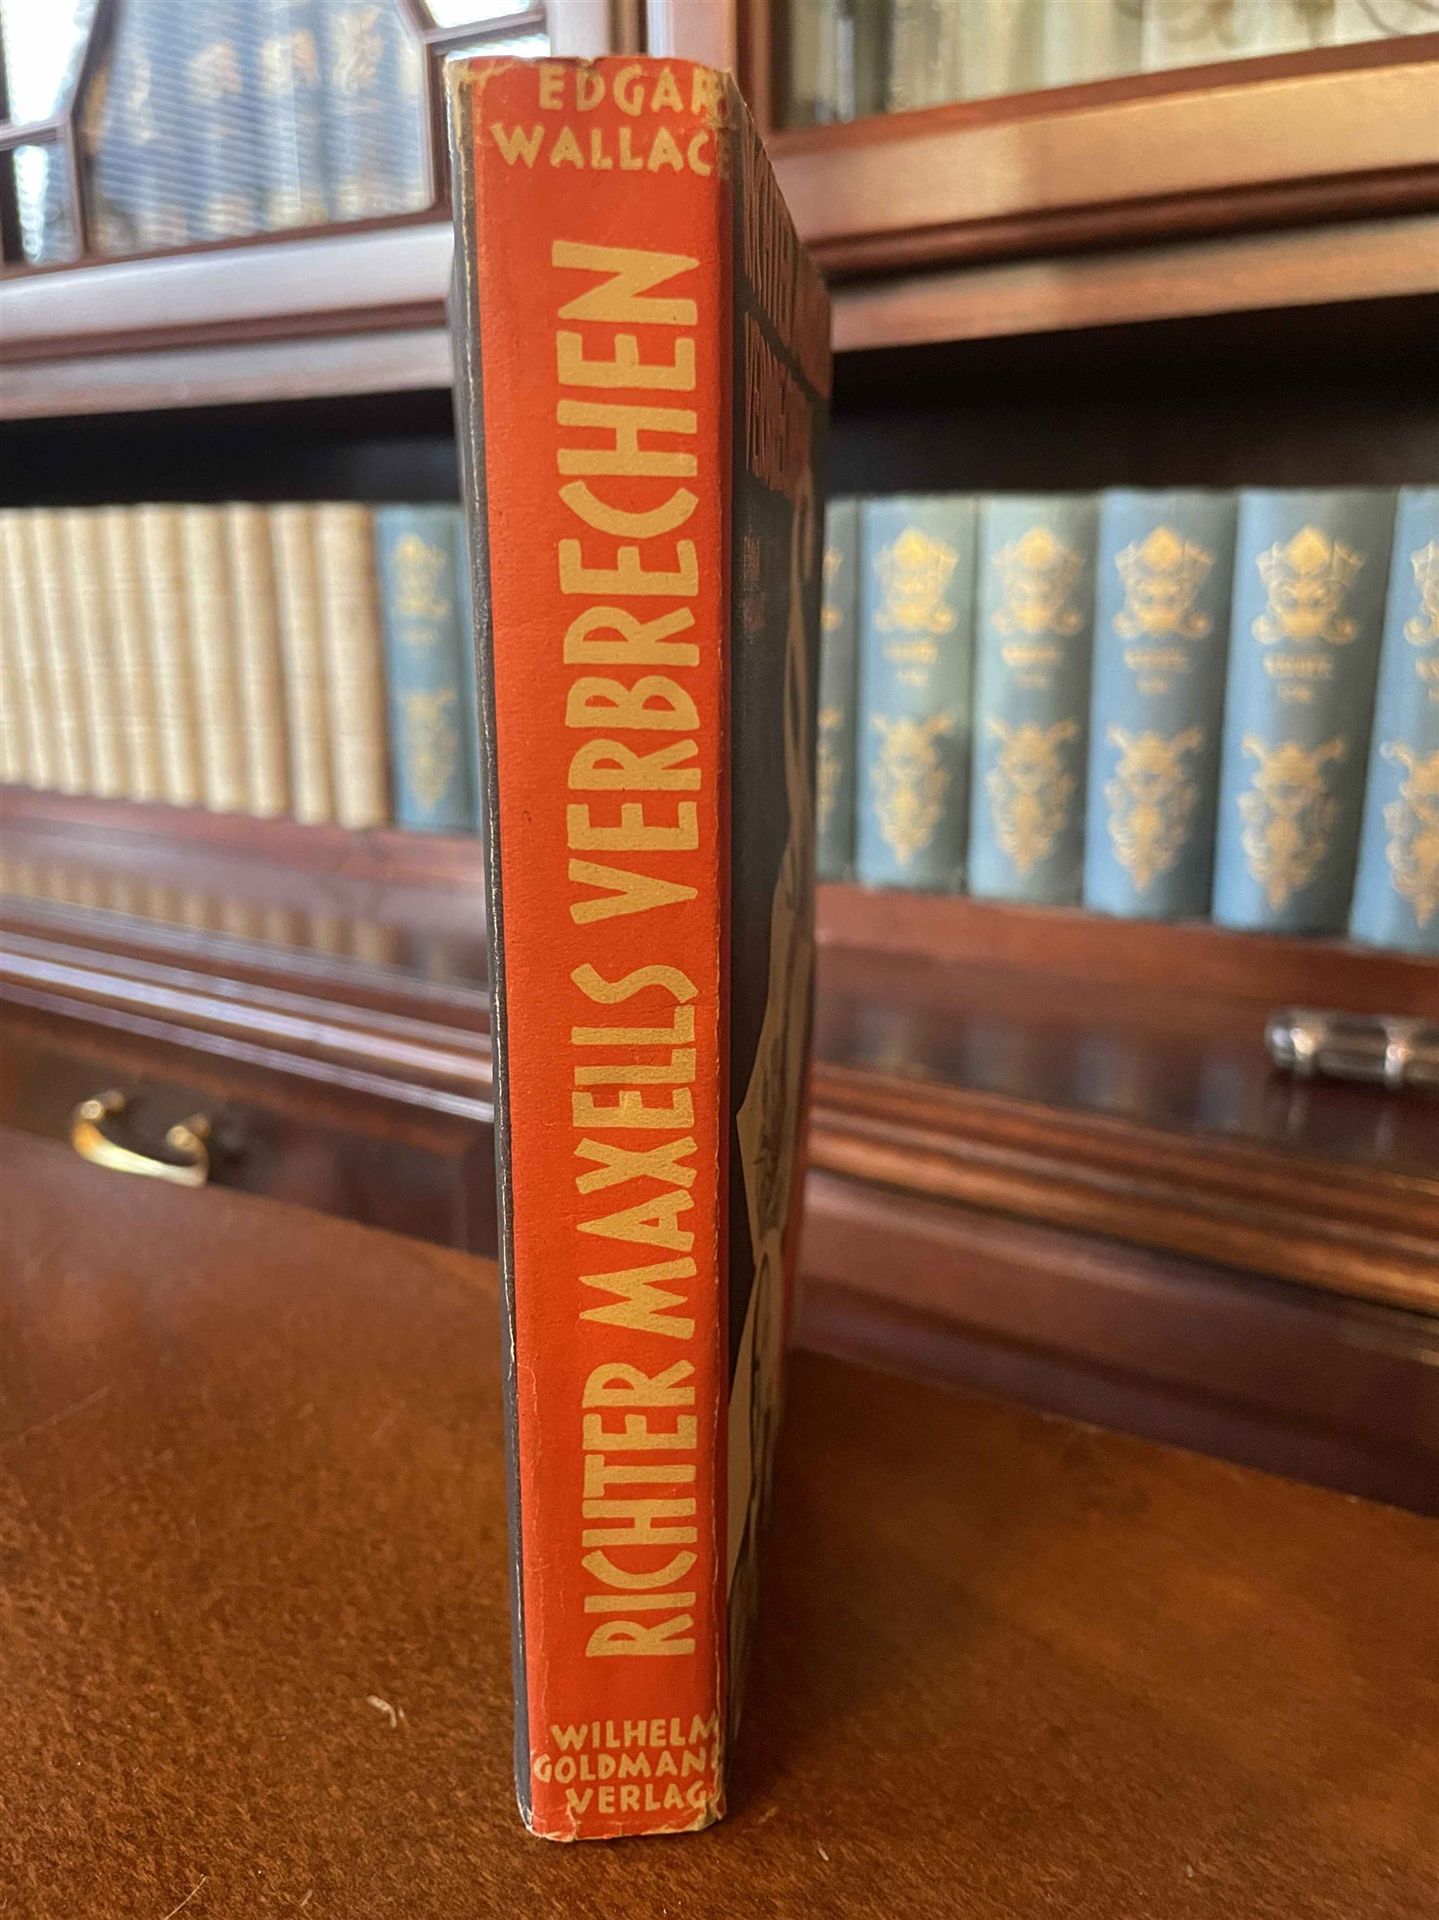 EDGAR
WALLACE
RICHTER MAXELLS VERBRECHEN
WILHELM
GOLDMANN
VERLAG